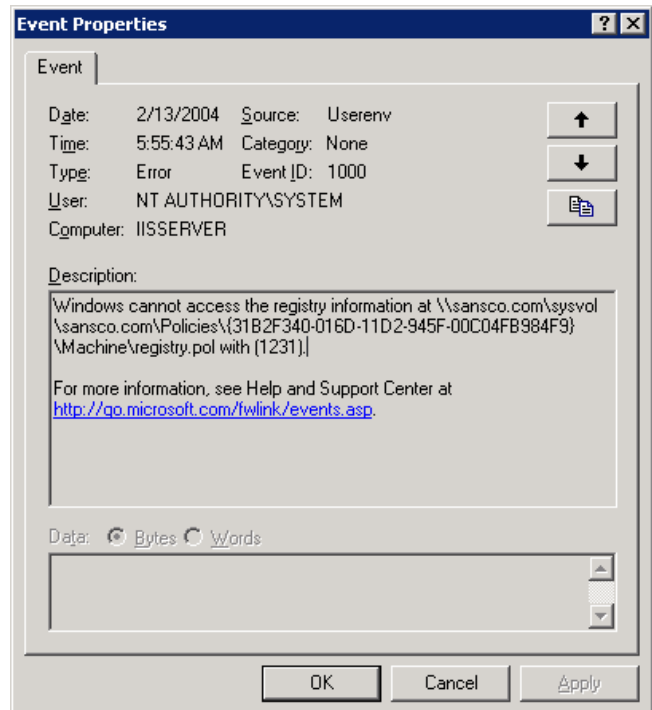 Event Properties
Event
Date: 2/13/2004 Source: Userenv
Time: 5:55:43 AM Category: None
Type: Error Event ID: 1000
User: NT AUTHORITY\SYSTEM
Computer: IISSERVER
Description:
Windows cannot access the registry information at \\sansco.com\sysvol
\sansco.com\Policies\{31B2F340-016D-11D2-945F-00C04FB984F9}
\Machine\registry.pol with (1231).
For more information, see Help and Support Center at
http://go.microsoft.com/fwlink/events.asp.
Data: Bytes Words
OK Cancel Apply